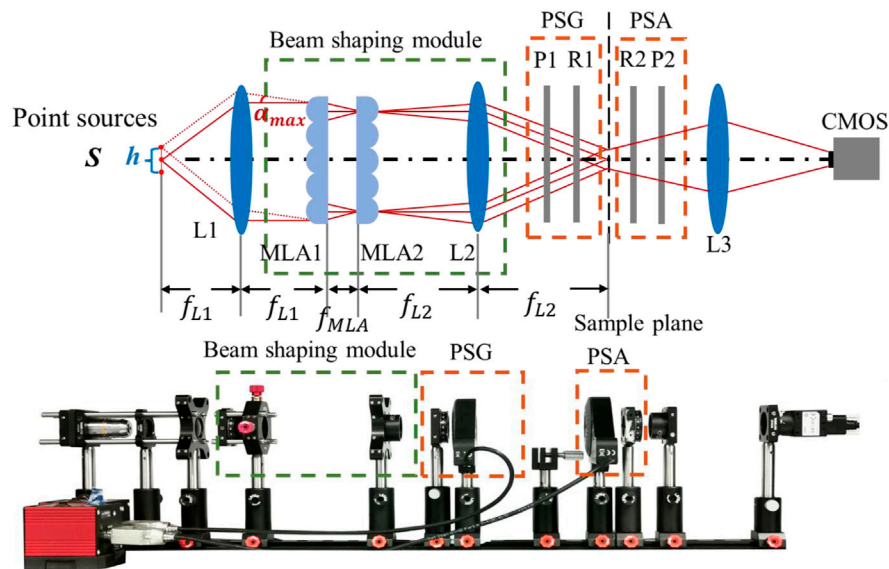 PSG
PSA
Beam shaping module
P1
R1
R2
P2
Point sources
α_max
CMOS
S
h
L1
MLA1
MLA2
L2
L3
f_L1
f_L1
f_MLA
f_L2
f_L2
Sample plane
Beam shaping module
PSG
PSA